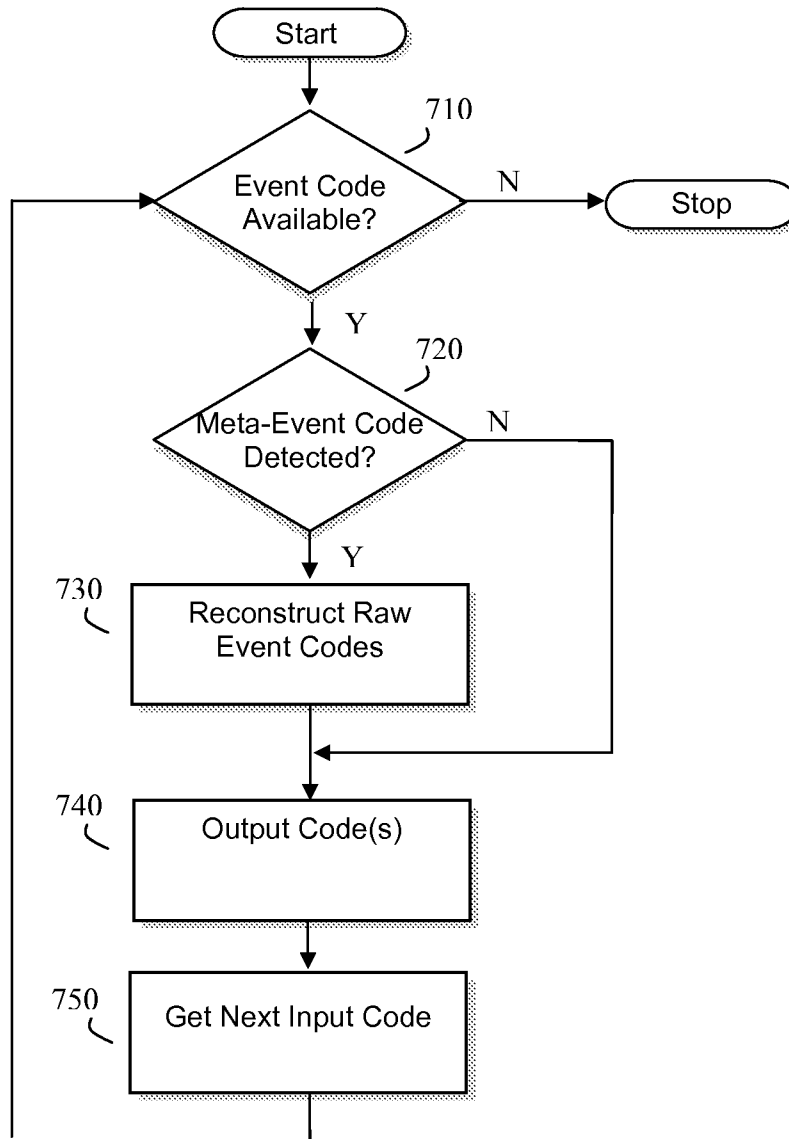 Start
710
Event Code
Available?
N
Stop
Y
720
Meta-Event Code
Detected?
N
Y
730
Reconstruct Raw
Event Codes
740
Output Code(s)
750
Get Next Input Code